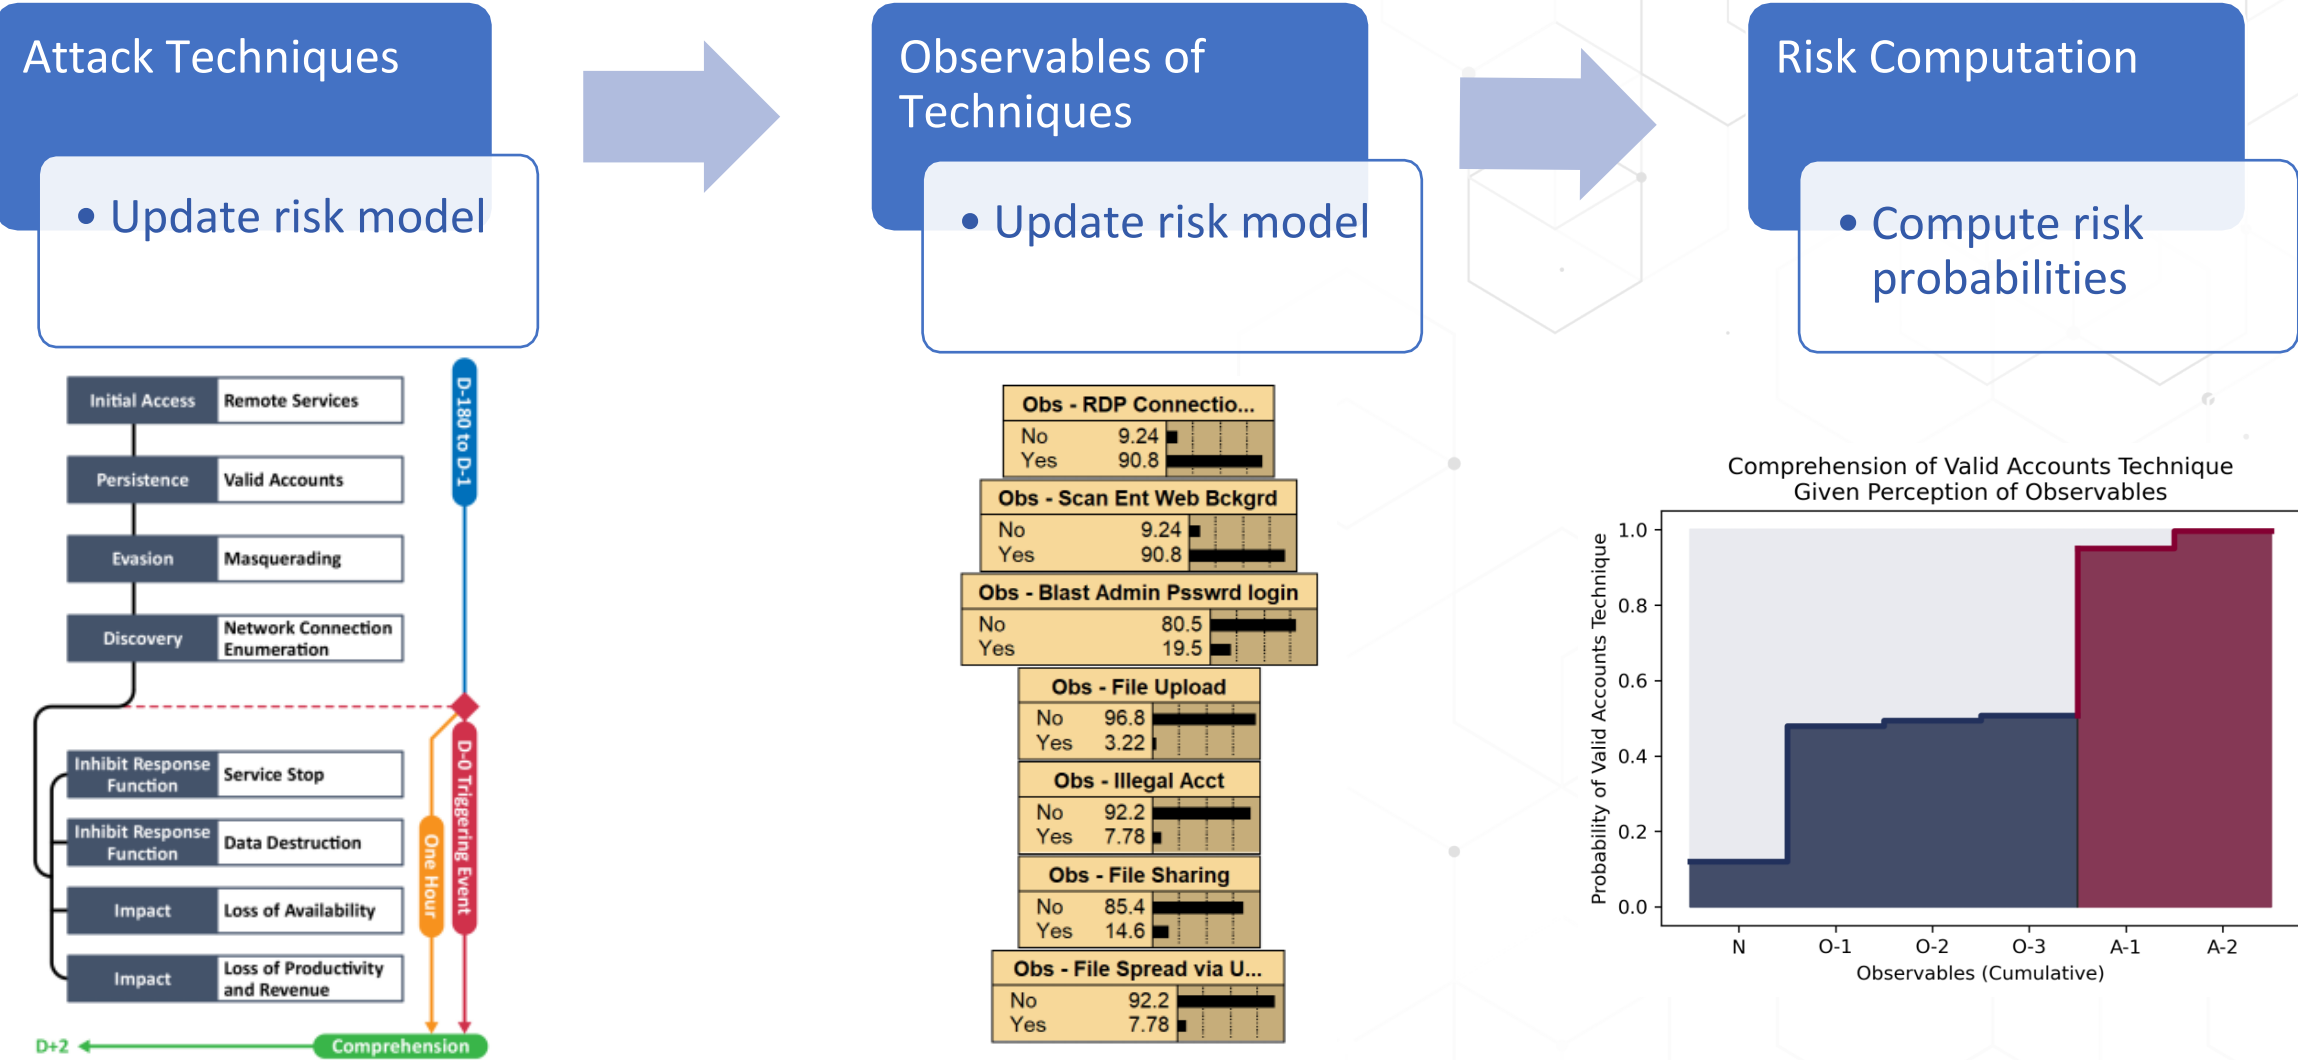 Attack Techniques
• Update risk model
Observables of
Techniques
• Update risk model
Risk Computation
• Compute risk
probabilities
Initial Access
Remote Services
Persistence
Valid Accounts
Evasion
Masquerading
Discovery
Network Connection
Enumeration
Inhibit Response
Function
Service Stop
Inhibit Response
Function
Data Destruction
Impact
Loss of Availability
Impact
Loss of Productivity
and Revenue
D-180 to D-1
D-0 Triggering Event
One Hour
D+2
Comprehension
Obs - RDP Connectio...
No 9.24
Yes 90.8
Obs - Scan Ent Web Bckgrd
No 9.24
Yes 90.8
Obs - Blast Admin Psswrd login
No 80.5
Yes 19.5
Obs - File Upload
No 96.8
Yes 3.22
Obs - Illegal Acct
No 92.2
Yes 7.78
Obs - File Sharing
No 85.4
Yes 14.6
Obs - File Spread via U...
No 92.2
Yes 7.78
Comprehension of Valid Accounts Technique
Given Perception of Observables
Probability of Valid Accounts Technique
1.0
0.8
0.6
0.4
0.2
0.0
N O-1 O-2 O-3 A-1 A-2
Observables (Cumulative)